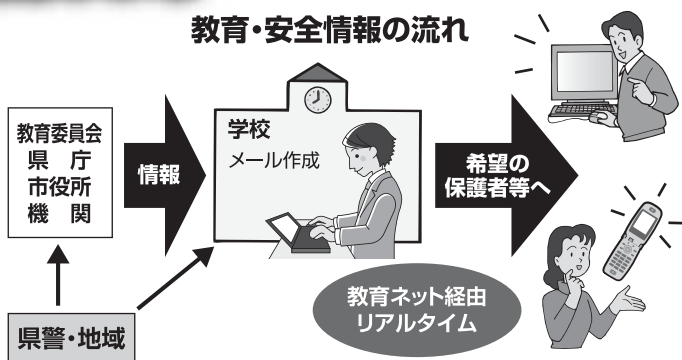 教育・安全情報の流れ
教育委員会
県　庁
市役所
機　関
情報
学校
メール作成
希望の
保護者等へ
教育ネット経由
リアルタイム
県警・地域